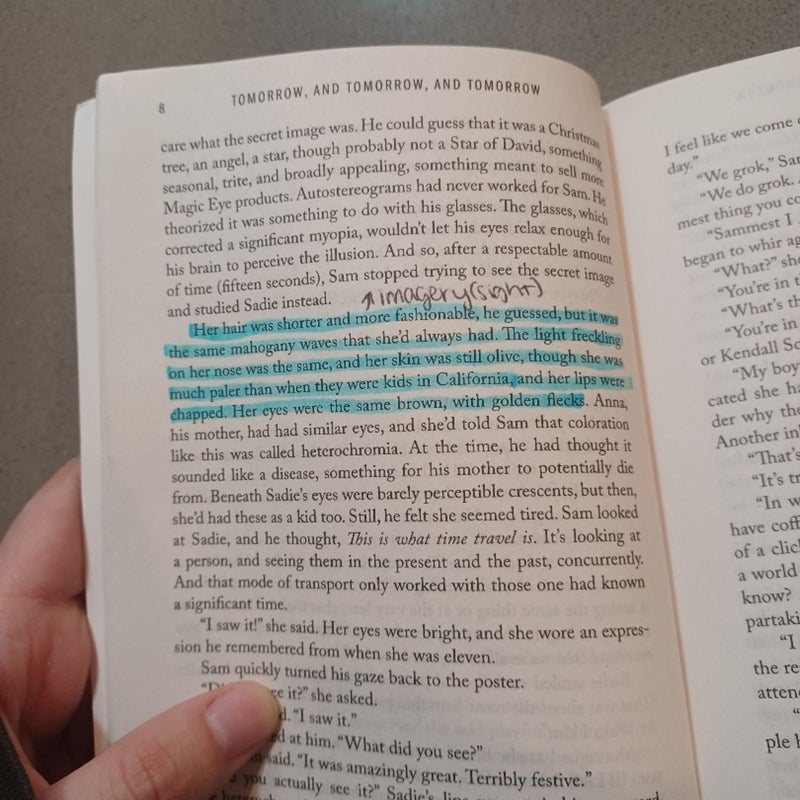 8 TOMORROW, AND TOMORROW, AND TOMORROW
care what the secret image was. He could guess that it was a Christmas
tree, an angel, a star, though probably not a Star of David, something
seasonal, trite, and broadly appealing, something meant to sell more
Magic Eye products. Autostereograms had never worked for Sam. He
theorized it was something to do with his glasses. The glasses, which
corrected a significant myopia, wouldn't let his eyes relax enough for
his brain to perceive the illusion. And so, after a respectable amount
of time (fifteen seconds), Sam stopped trying to see the secret image
and studied Sadie instead.
↑ imagery (sight)
Her hair was shorter and more fashionable, he guessed, but it was
the same mahogany waves that she'd always had. The light freckling
on her nose was the same, and her skin was still olive, though she was
much paler than when they were kids in California, and her lips were
chapped. Her eyes were the same brown, with golden flecks. Anna,
his mother, had had similar eyes, and she'd told Sam that coloration
like this was called heterochromia. At the time, he had thought it
sounded like a disease, something for his mother to potentially die
from. Beneath Sadie's eyes were barely perceptible crescents, but then,
she'd had these as a kid too. Still, he felt she seemed tired. Sam looked
at Sadie, and he thought, This is what time travel is. It's looking at
a person, and seeing them in the present and the past, concurrently.
And that mode of transport only worked with those one had known
a significant time.
"I saw it!" she said. Her eyes were bright, and she wore an expres-
sion he remembered from when she was eleven.
Sam quickly turned his gaze back to the poster.
it?" she asked.
"I saw it."
at him. "What did you see?"
said. "It was amazingly great. Terribly festive."
you actually see it?" Sadie's
I feel like we come
day."
"We grok,"
"We do grok.
mest thing you
"Sammest I
began to whir
"What?"
"You're in
"What's
"You're in
or Kendall
"My boy
cated she
der why the
Another
"That's
"It's
"In
have
of a
a world
know?
"I
the
ple